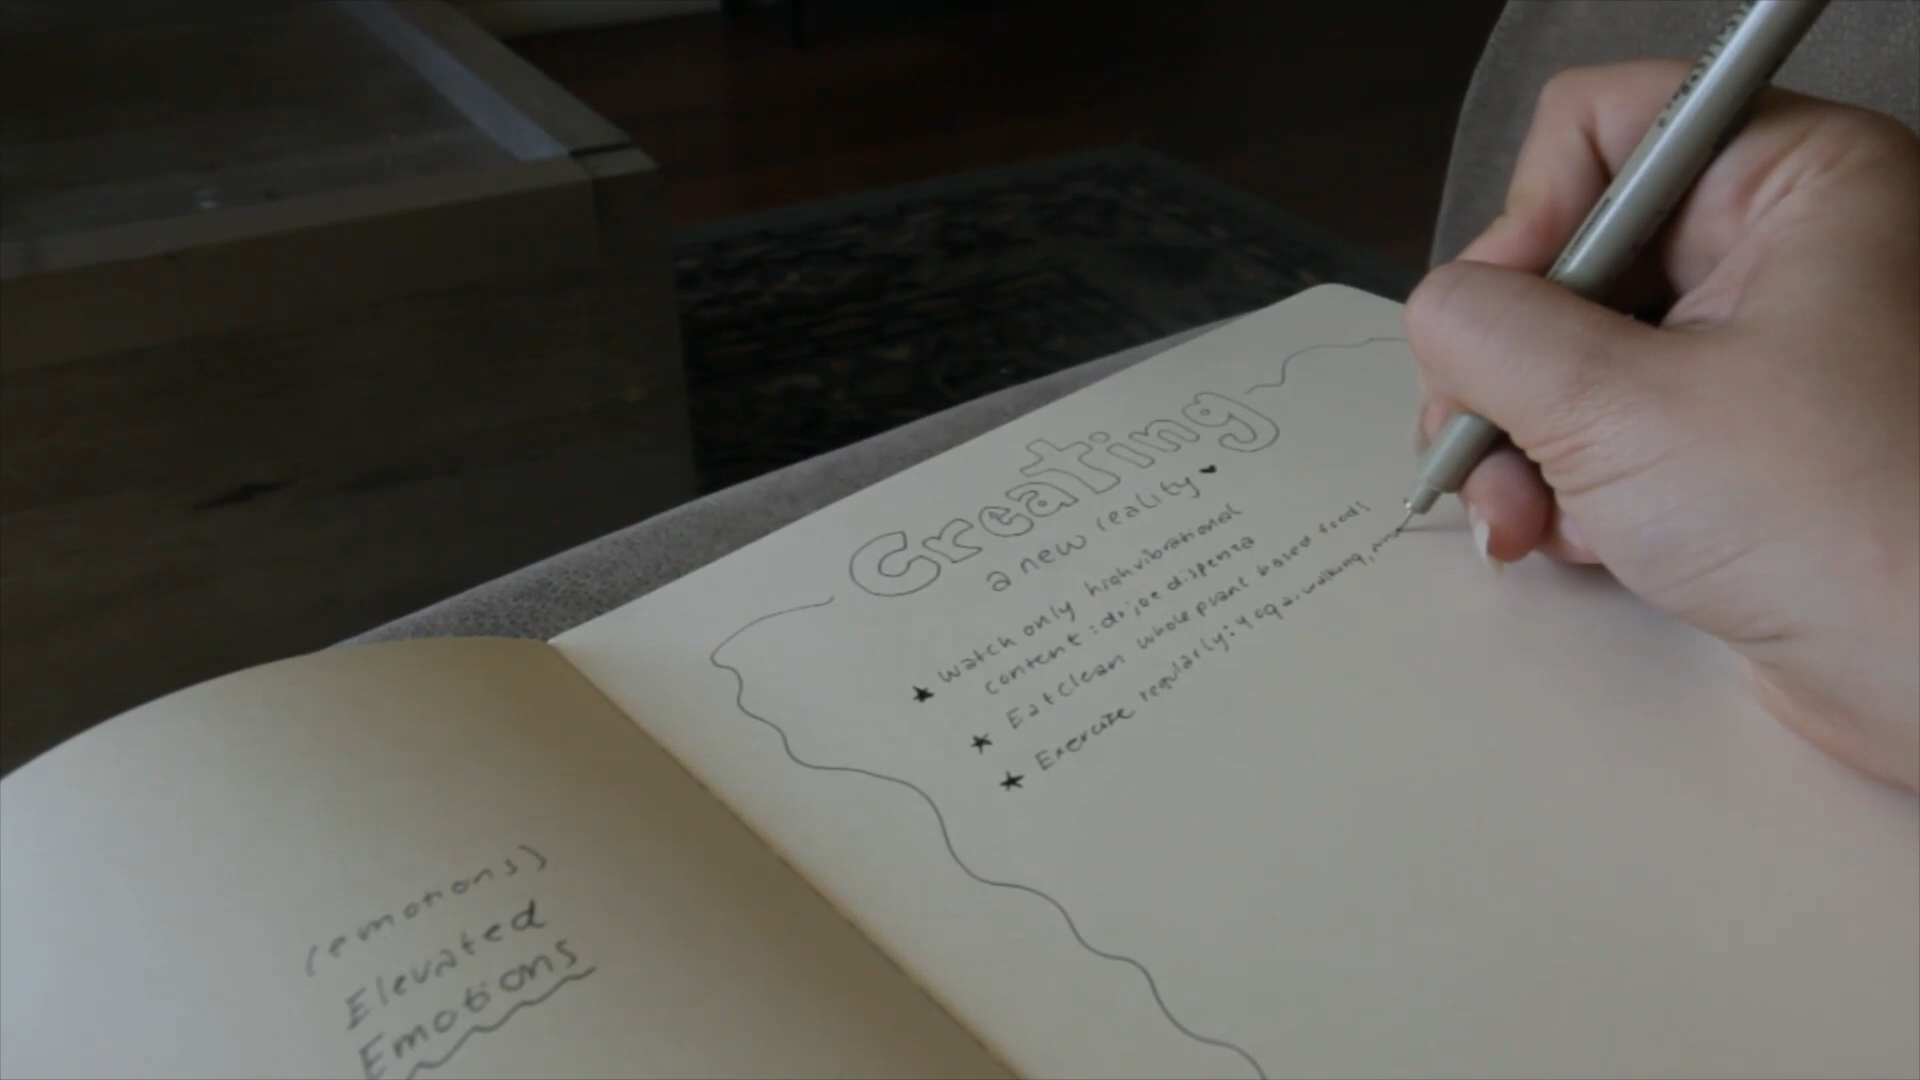 (emotions)
Elevated
Emotions
Creating
a new reality
watch only high vibrational
content : dr joe dispenza
Eat clean whole plant based foods
Exercise regularly: yoga, walking,